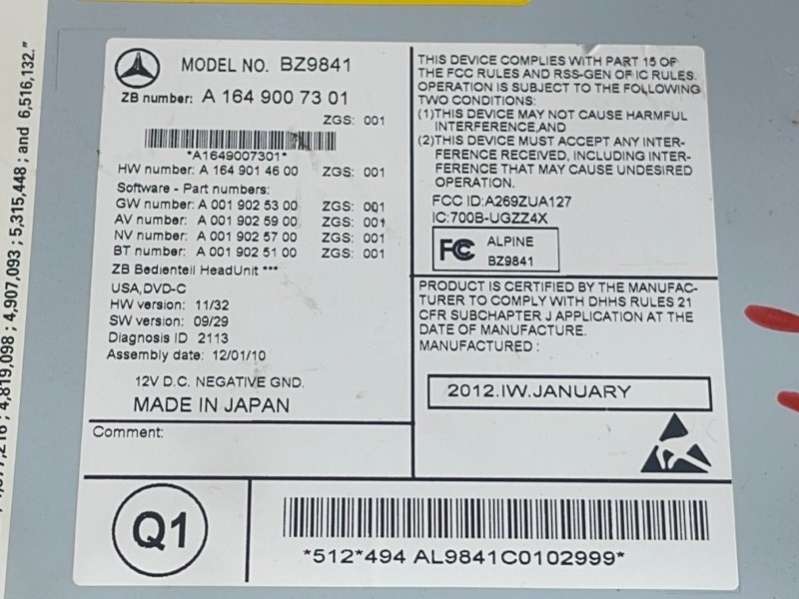 MODEL NO. BZ9841
ZB number: A 164 900 73 01
ZGS: 001
*A1649007301*
HW number: A 164 901 46 00 ZGS: 001
Software - Part numbers:
GW number: A 001 902 53 00 ZGS: 001
AV number: A 001 902 59 00 ZGS: 001
NV number: A 001 902 57 00 ZGS: 001
BT number: A 001 902 51 00 ZGS: 001
ZB Bedienteil HeadUnit ***
USA,DVD-C
HW version: 11/32
SW version: 09/29
Diagnosis ID 2113
Assembly date: 12/01/10
12V D.C. NEGATIVE GND.
MADE IN JAPAN
Comment:
THIS DEVICE COMPLIES WITH PART 15 OF
THE FCC RULES AND RSS-GEN OF IC RULES.
OPERATION IS SUBJECT TO THE FOLLOWING
TWO CONDITIONS:
(1)THIS DEVICE MAY NOT CAUSE HARMFUL
INTERFERENCE,AND
(2)THIS DEVICE MUST ACCEPT ANY INTER-
FERENCE RECEIVED, INCLUDING INTER-
FERENCE THAT MAY CAUSE UNDESIRED
OPERATION.
FCC ID:A269ZUA127
IC:700B-UGZZ4X
FC ALPINE
BZ9841
PRODUCT IS CERTIFIED BY THE MANUFAC-
TURER TO COMPLY WITH DHHS RULES 21
CFR SUBCHAPTER J APPLICATION AT THE
DATE OF MANUFACTURE.
MANUFACTURED :
2012.IW.JANUARY
Q1
*512*494 AL9841C0102999*
; 4,819,098 ; 4,907,093 ; 5,315,448 ; and 6,516,132."